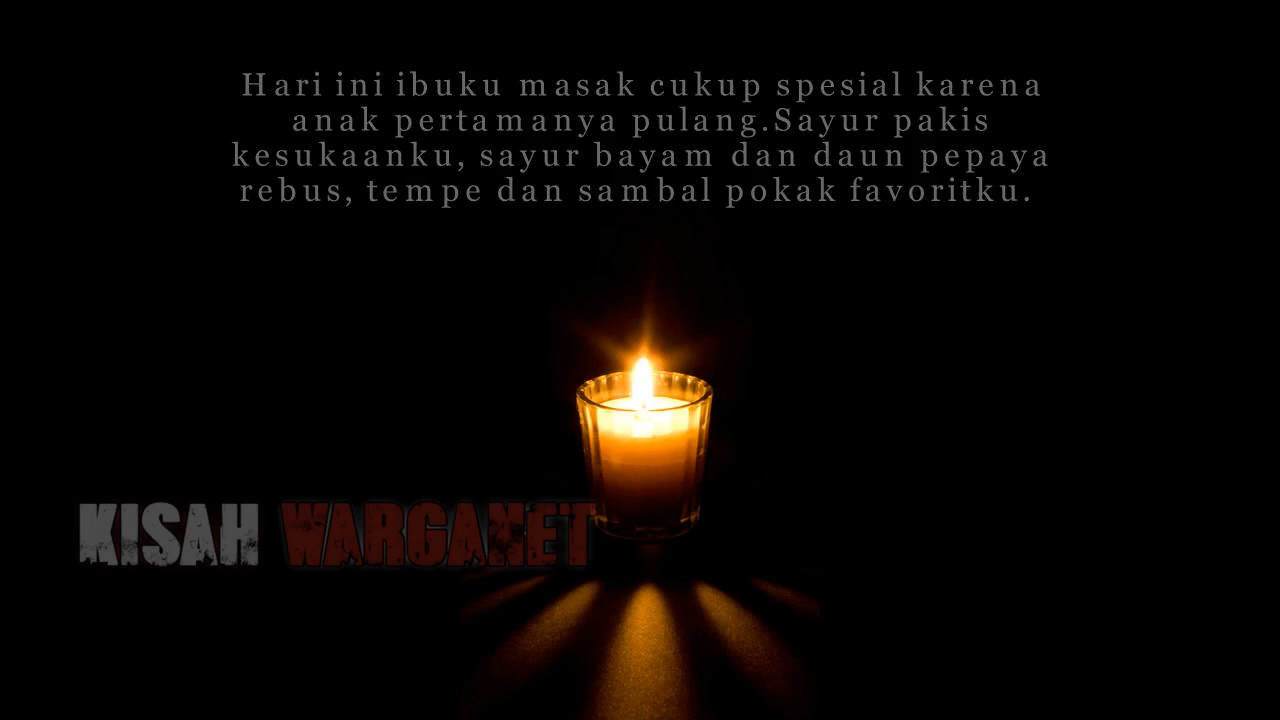 Hari ini ibuku masak cukup spesial karena
anak pertamanya pulang.Sayur pakis
kesukaanku, sayur bayam dan daun pepaya
rebus, tempe dan sambal pokak favoritku.
KISAH WARGANET